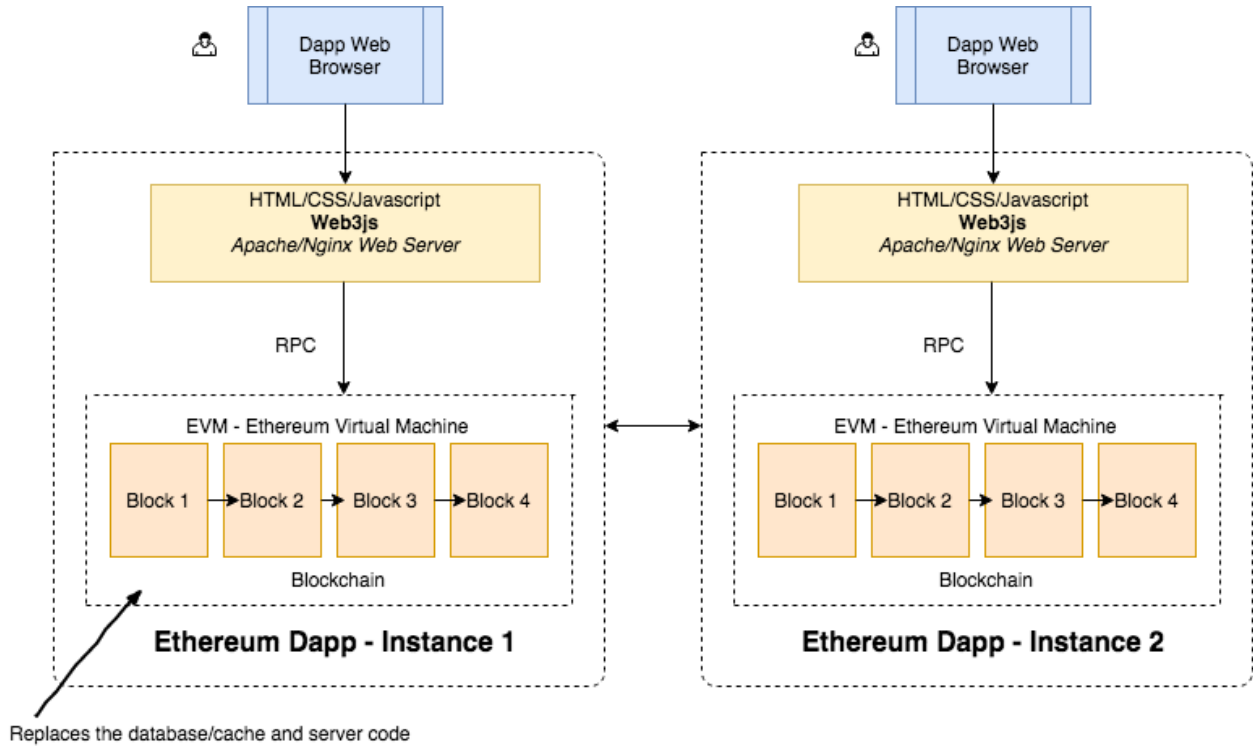 Dapp Web
Browser
HTML/CSS/Javascript
Web3js
Apache/Nginx Web Server
RPC
EVM - Ethereum Virtual Machine
Block 1
Block 2
Block 3
Block 4
Blockchain
Ethereum Dapp - Instance 1
Replaces the database/cache and server code
Dapp Web
Browser
HTML/CSS/Javascript
Web3js
Apache/Nginx Web Server
RPC
EVM - Ethereum Virtual Machine
Block 1
Block 2
Block 3
Block 4
Blockchain
Ethereum Dapp - Instance 2